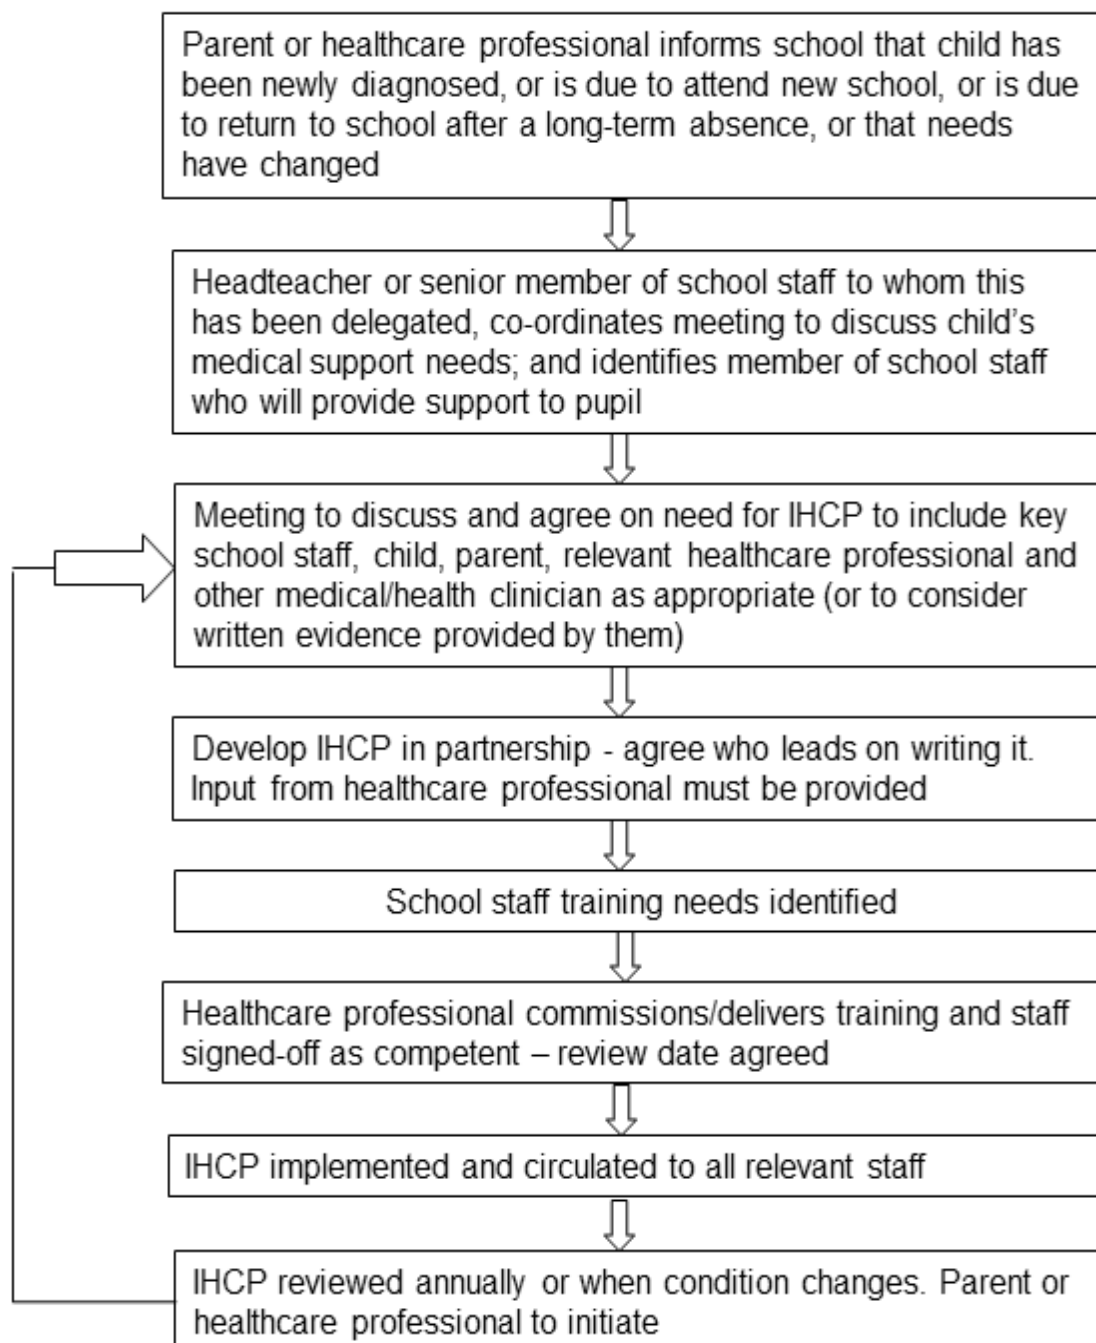 Parent or healthcare professional informs school that child has
been newly diagnosed, or is due to attend new school, or is due
to return to school after a long-term absence, or that needs
have changed
Headteacher or senior member of school staff to whom this
has been delegated, co-ordinates meeting to discuss child's
medical support needs; and identifies member of school staff
who will provide support to pupil
Meeting to discuss and agree on need for IHCP to include key
school staff, child, parent, relevant healthcare professional and
other medical/health clinician as appropriate (or to consider
written evidence provided by them)
Develop IHCP in partnership - agree who leads on writing it.
Input from healthcare professional must be provided
School staff training needs identified
Healthcare professional commissions/delivers training and staff
signed-off as competent – review date agreed
IHCP implemented and circulated to all relevant staff
IHCP reviewed annually or when condition changes. Parent or
healthcare professional to initiate